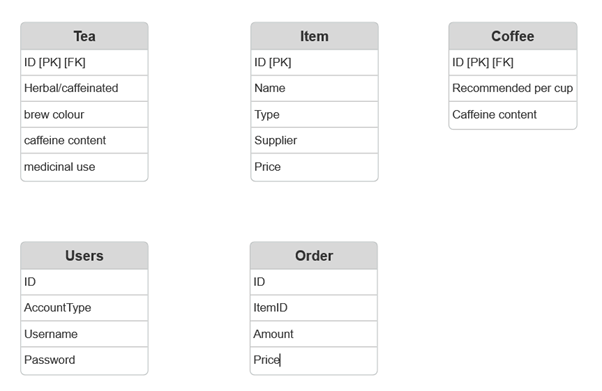 Tea
ID [PK] [FK]
Herbal/caffeinated
brew colour
caffeine content
medicinal use
Item
ID [PK]
Name
Type
Supplier
Price
Coffee
ID [PK] [FK]
Recommended per cup
Caffeine content
Users
ID
AccountType
Username
Password
Order
ID
ItemID
Amount
Price